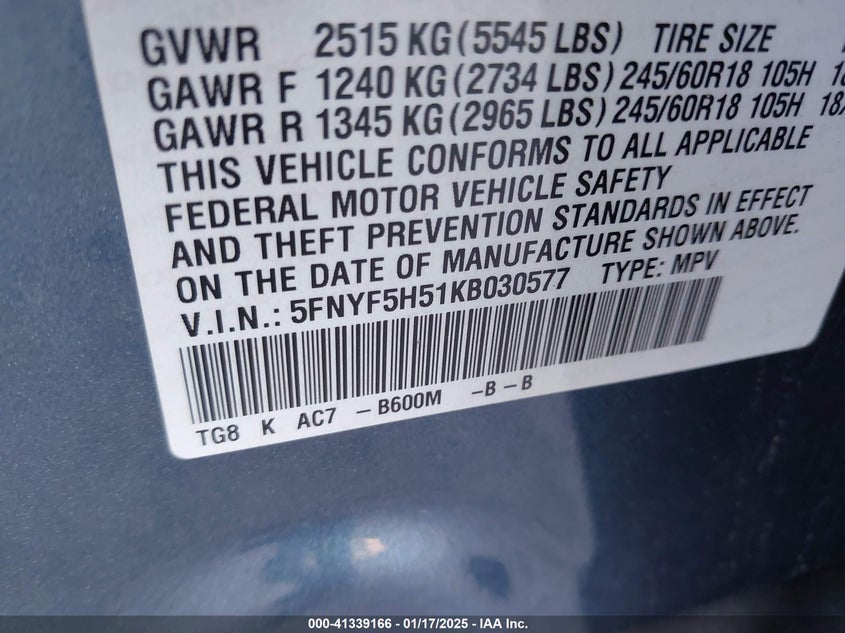 GVWR 2515 KG (5545 LBS) TIRE SIZE
GAWR F 1240 KG (2734 LBS) 245/60R18 105H 18
GAWR R 1345 KG (2965 LBS) 245/60R18 105H 18X
THIS VEHICLE CONFORMS TO ALL APPLICABLE
FEDERAL MOTOR VEHICLE SAFETY
AND THEFT PREVENTION STANDARDS IN EFFECT
ON THE DATE OF MANUFACTURE SHOWN ABOVE.
V.I.N.: 5FNYF5H51KB030577 TYPE: MPV
TG8 K AC7 - B600M - B - B
000-41339166 — 01/17/2025 — IAA Inc.